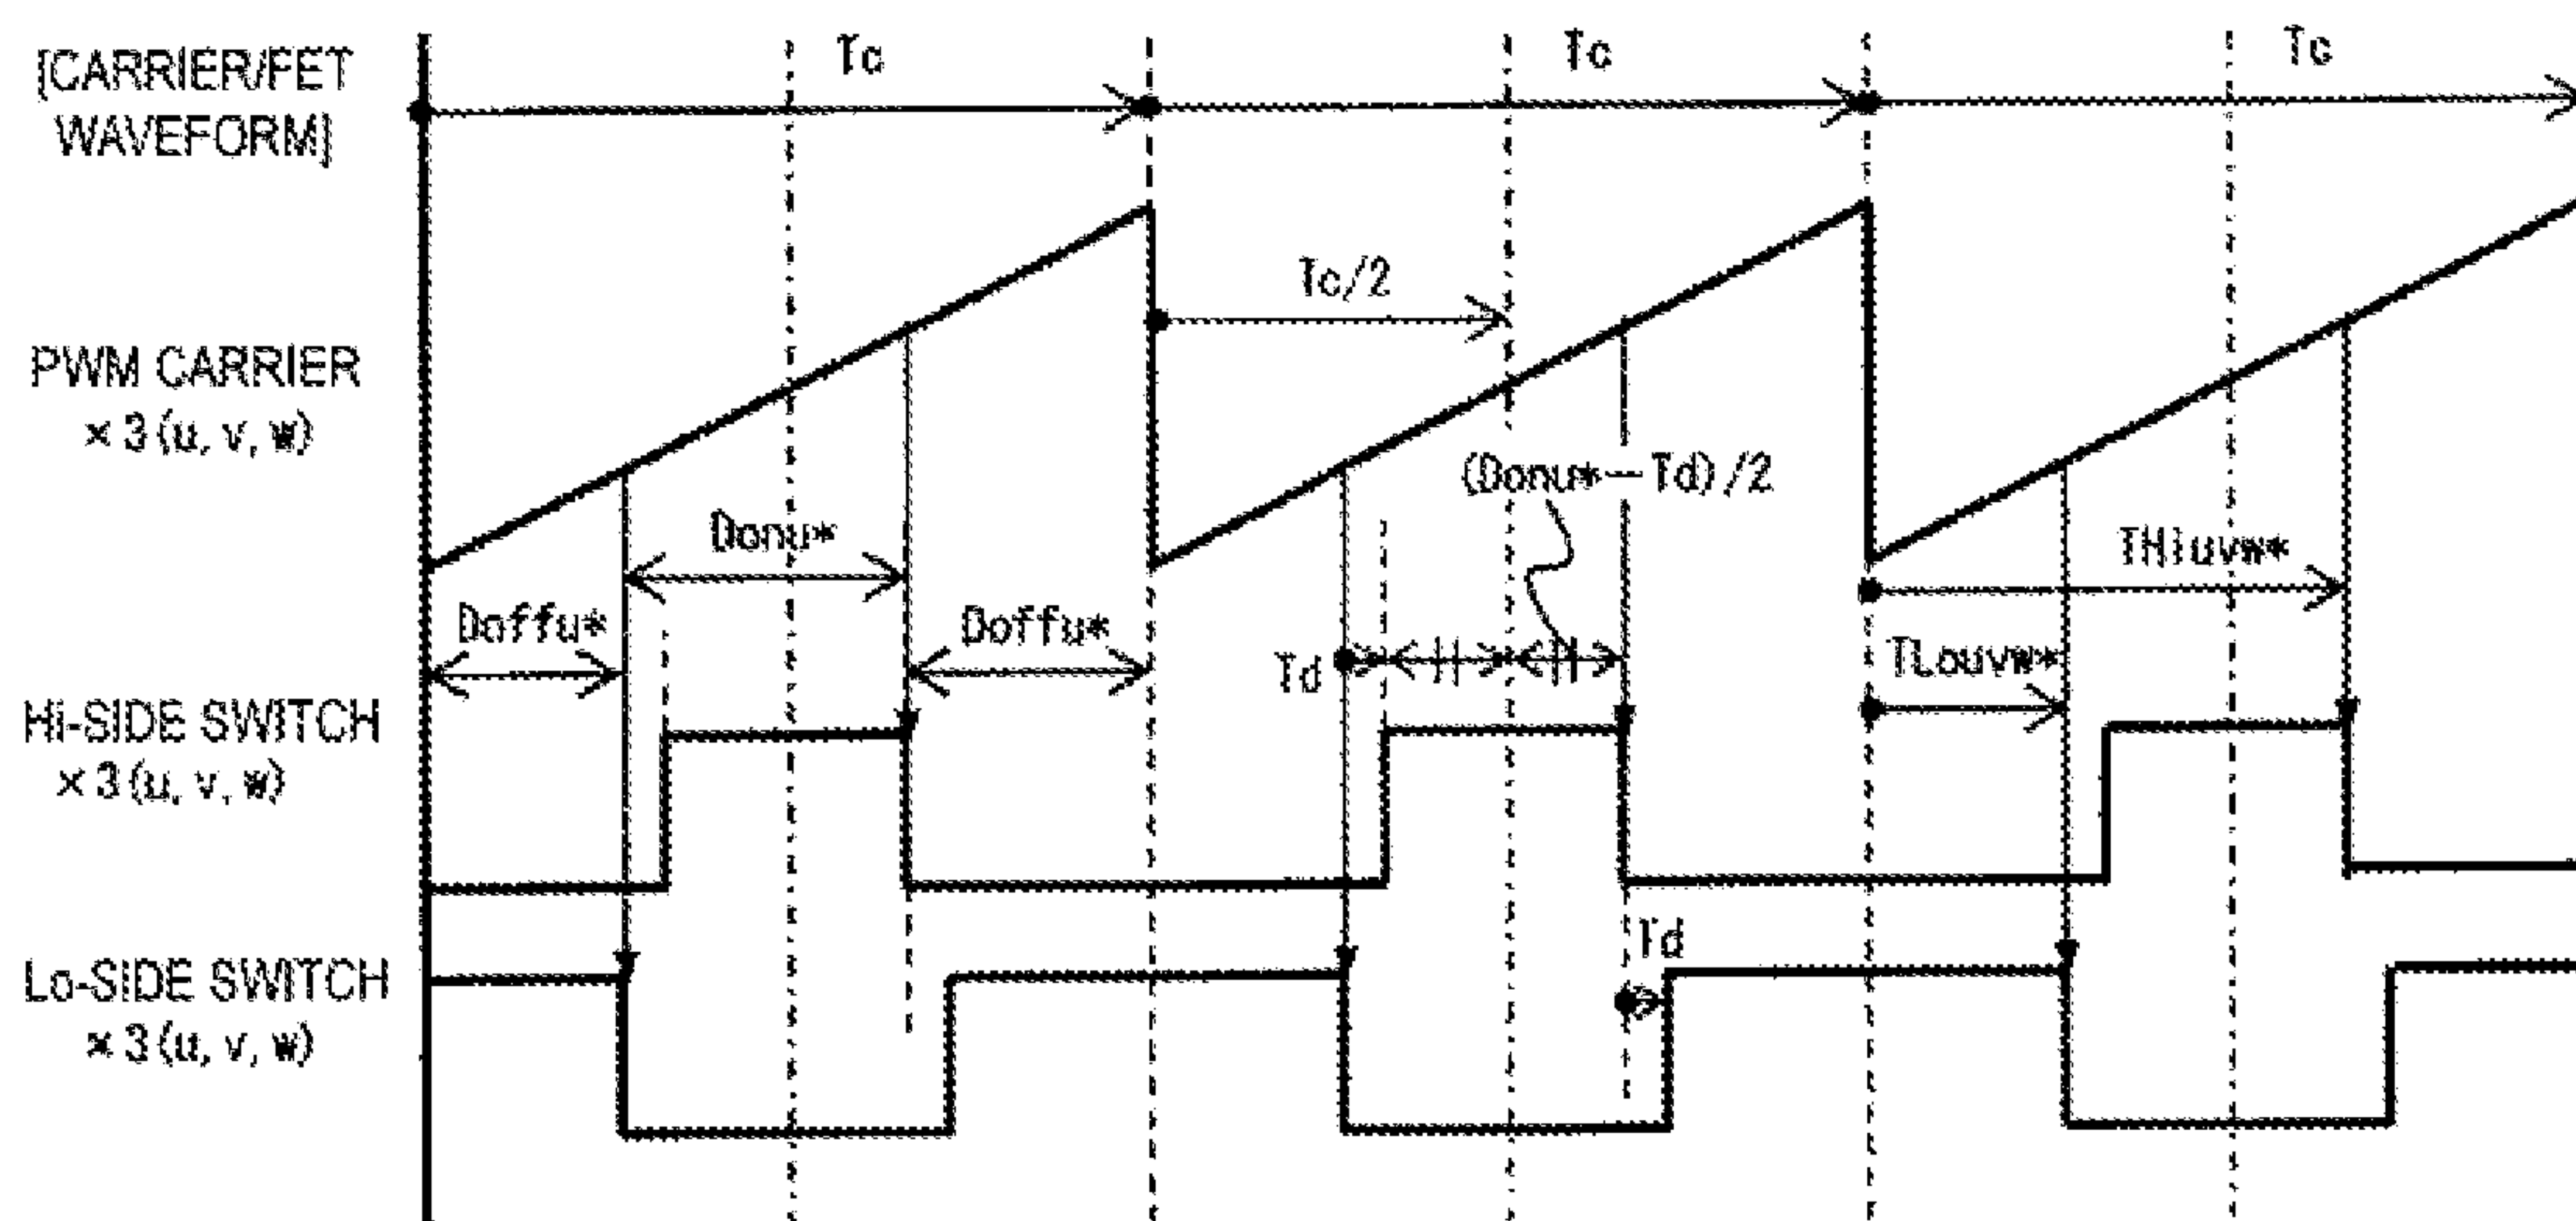 [CARRIER/FET
WAVEFORM]
Tc
Tc
Tc
PWM CARRIER
×3(u, v, w)
Tc/2
(Donu*-Td)/2
Donu*
THiuvw*
Doffu*
Doffu*
Td
TLouvw*
Hi-SIDE SWITCH
×3(u, v, w)
Td
Lo-SIDE SWITCH
×3(u, v, w)